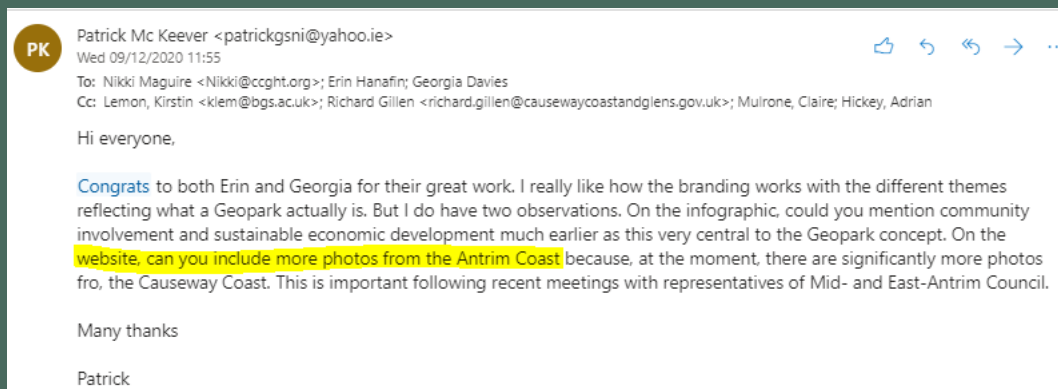 PK
Patrick Mc Keever <patrickgsni@yahoo.ie>
Wed 09/12/2020 11:55
To: Nikki Maguire <Nikki@ccght.org>; Erin Hanafin; Georgia Davies
Cc: Lemon, Kirstin <klem@bgs.ac.uk>; Richard Gillen <richard.gillen@causewaycoastandglens.gov.uk>; Mulrone, Claire; Hickey, Adrian
Hi everyone,
Congrats to both Erin and Georgia for their great work. I really like how the branding works with the different themes
reflecting what a Geopark actually is. But I do have two observations. On the infographic, could you mention community
involvement and sustainable economic development much earlier as this very central to the Geopark concept. On the
website, can you include more photos from the Antrim Coast because, at the moment, there are significantly more photos
fro, the Causeway Coast. This is important following recent meetings with representatives of Mid- and East-Antrim Council.
Many thanks
Patrick